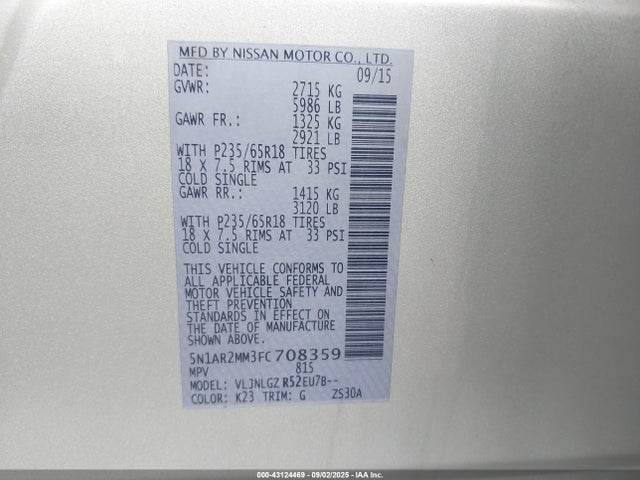 MFD BY NISSAN MOTOR CO., LTD.
DATE: 09/15
GVWR: 2715 KG
5986 LB
GAWR FR.: 1325 KG
2921 LB
WITH P235/65R18 TIRES
18 X 7.5 RIMS AT 33 PSI
COLD SINGLE
GAWR RR.: 1415 KG
3120 LB
WITH P235/65R18 TIRES
18 X 7.5 RIMS AT 33 PSI
COLD SINGLE
THIS VEHICLE CONFORMS TO
ALL APPLICABLE FEDERAL
MOTOR VEHICLE SAFETY AND
THEFT PREVENTION
STANDARDS IN EFFECT ON
THE DATE OF MANUFACTURE
SHOWN ABOVE.
5N1AR2MM3FC708359
MPV 815
MODEL: VLJNLGZ R52EU7B--
COLOR: K23 TRIM: G ZS30A
000-43124469 - 09/02/2025 - IAA Inc.